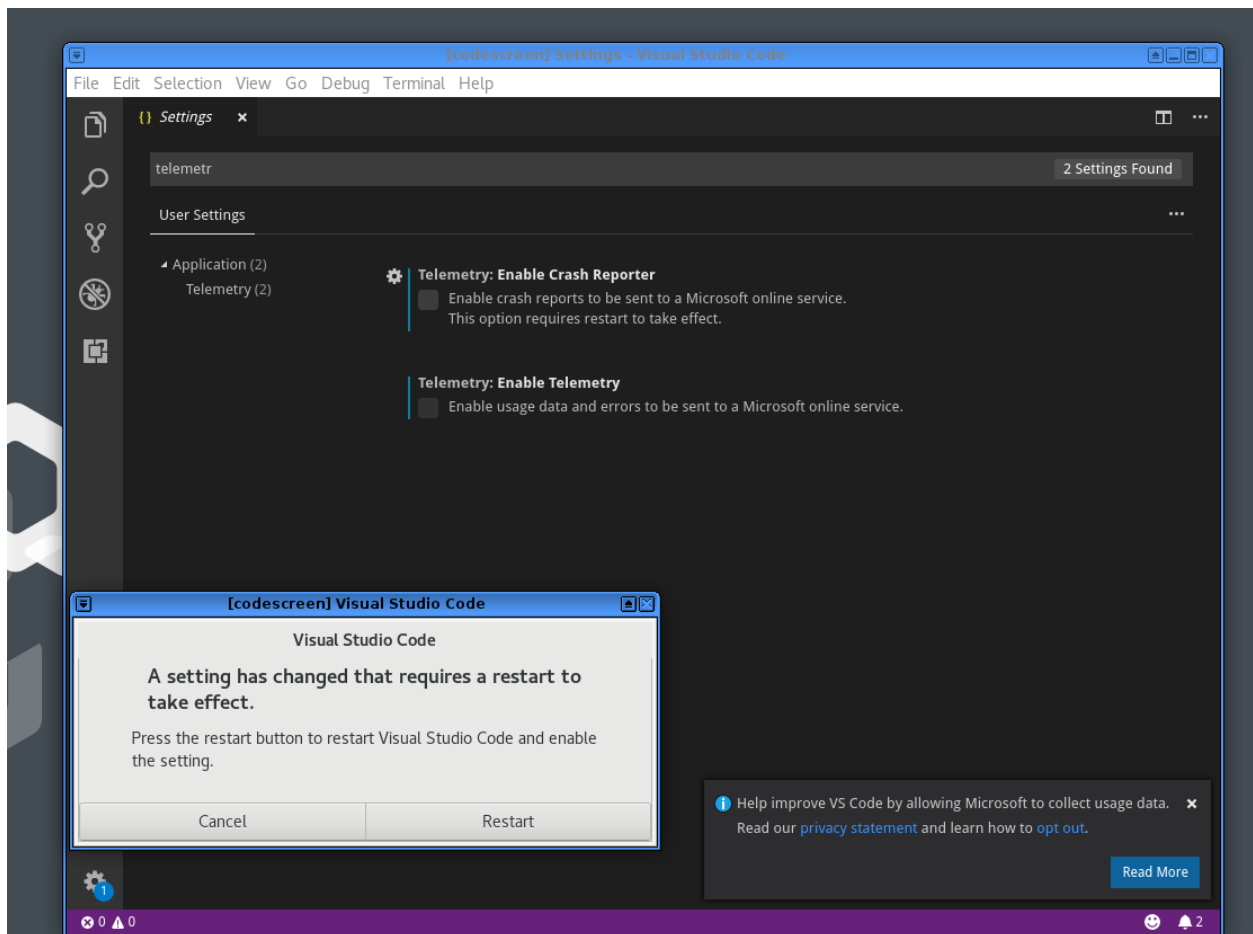 [codescreen] Settings - Visual Studio Code
File Edit Selection View Go Debug Terminal Help
{} Settings ×
telemetr
2 Settings Found
User Settings
Application (2)
Telemetry (2)
Telemetry: Enable Crash Reporter
Enable crash reports to be sent to a Microsoft online service.
This option requires restart to take effect.
Telemetry: Enable Telemetry
Enable usage data and errors to be sent to a Microsoft online service.
[codescreen] Visual Studio Code
Visual Studio Code
A setting has changed that requires a restart to
take effect.
Press the restart button to restart Visual Studio Code and enable
the setting.
Cancel Restart
Help improve VS Code by allowing Microsoft to collect usage data. ×
Read our privacy statement and learn how to opt out.
Read More
1
0 0
2